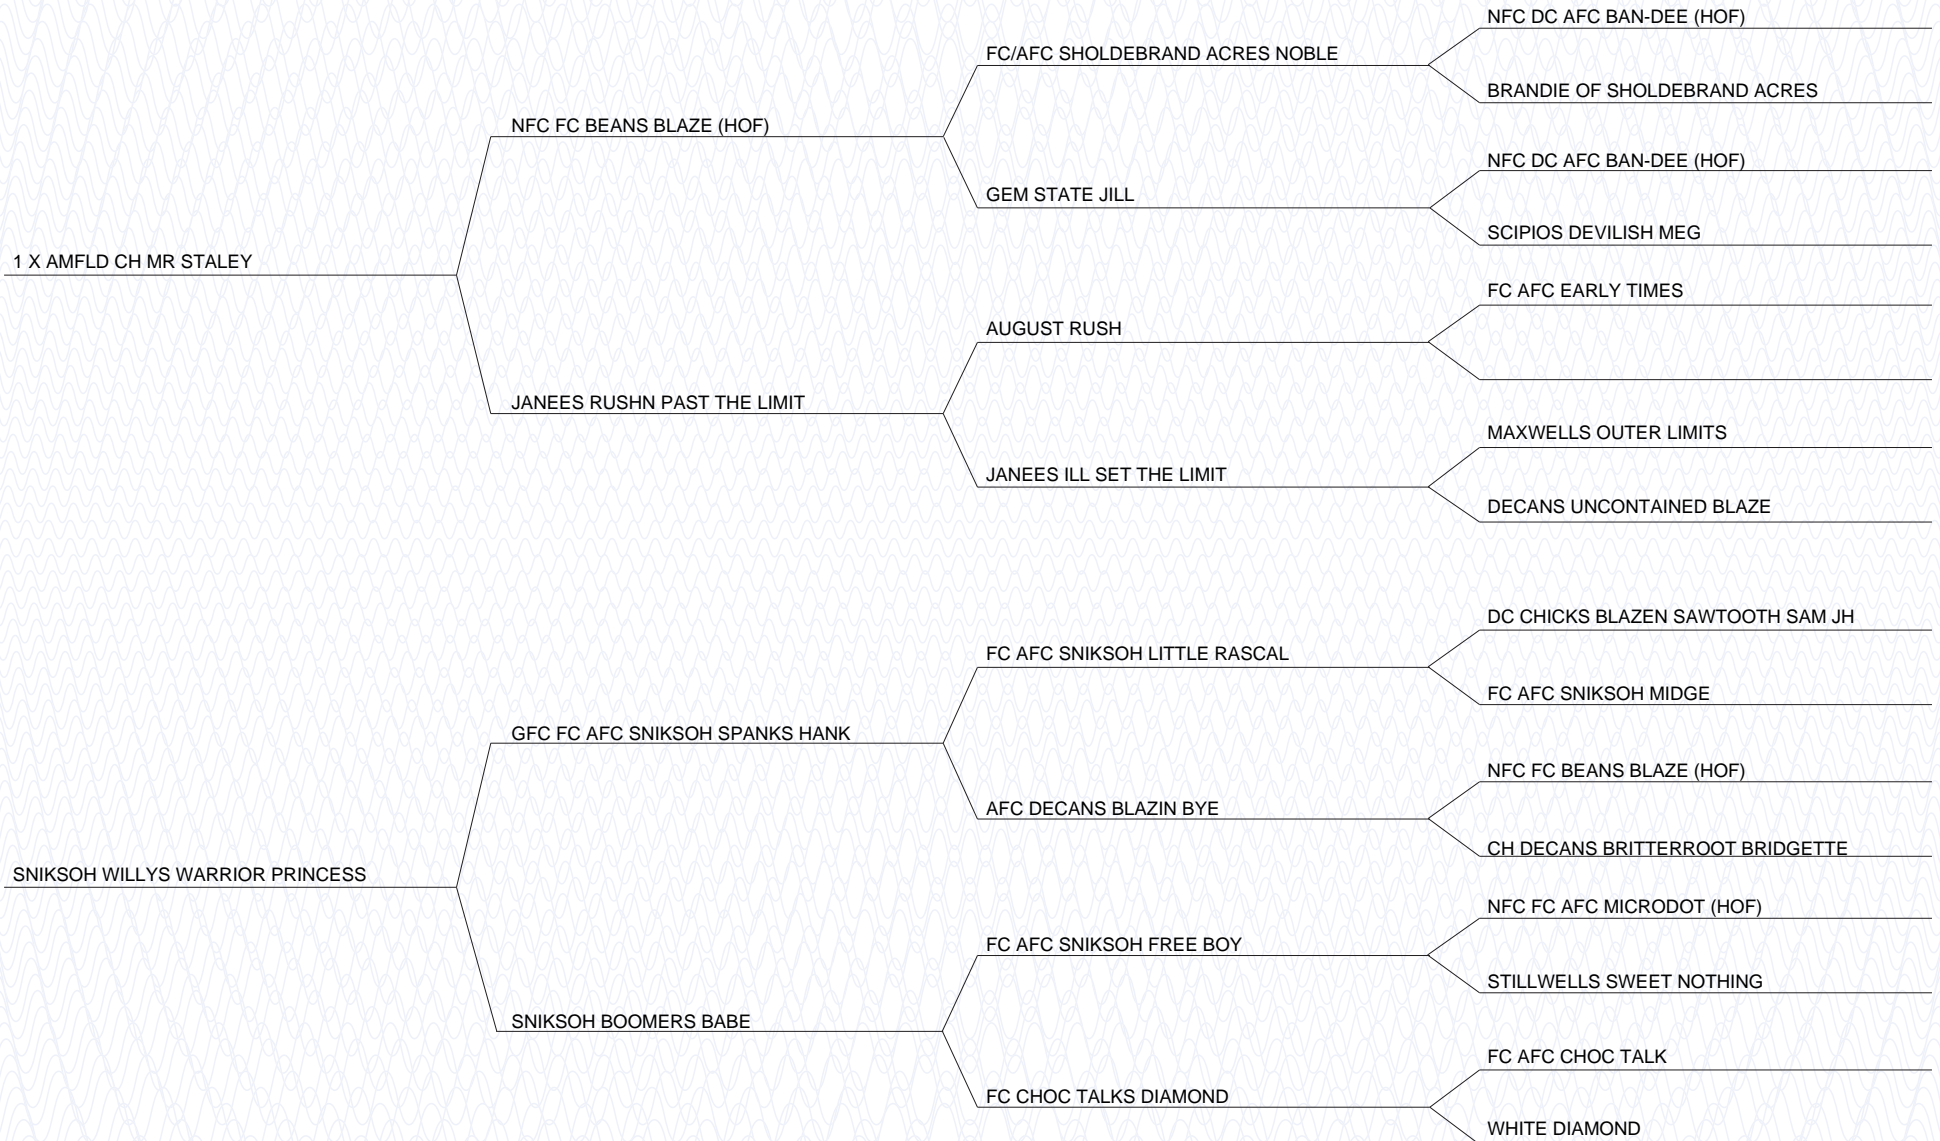 NFC DC AFC BAN-DEE (HOF)
FC/AFC SHOLDEBRAND ACRES NOBLE
BRANDIE OF SHOLDEBRAND ACRES
NFC FC BEANS BLAZE (HOF)
NFC DC AFC BAN-DEE (HOF)
GEM STATE JILL
SCIPIOS DEVILISH MEG
1 X AMFLD CH MR STALEY
FC AFC EARLY TIMES
AUGUST RUSH
JANEES RUSHN PAST THE LIMIT
MAXWELLS OUTER LIMITS
JANEES ILL SET THE LIMIT
DECANS UNCONTAINED BLAZE
DC CHICKS BLAZEN SAWTOOTH SAM JH
FC AFC SNIKSOH LITTLE RASCAL
FC AFC SNIKSOH MIDGE
GFC FC AFC SNIKSOH SPANKS HANK
NFC FC BEANS BLAZE (HOF)
AFC DECANS BLAZIN BYE
CH DECANS BRITTERROOT BRIDGETTE
SNIKSOH WILLYS WARRIOR PRINCESS
NFC FC AFC MICRODOT (HOF)
FC AFC SNIKSOH FREE BOY
STILLWELLS SWEET NOTHING
SNIKSOH BOOMERS BABE
FC AFC CHOC TALK
FC CHOC TALKS DIAMOND
WHITE DIAMOND